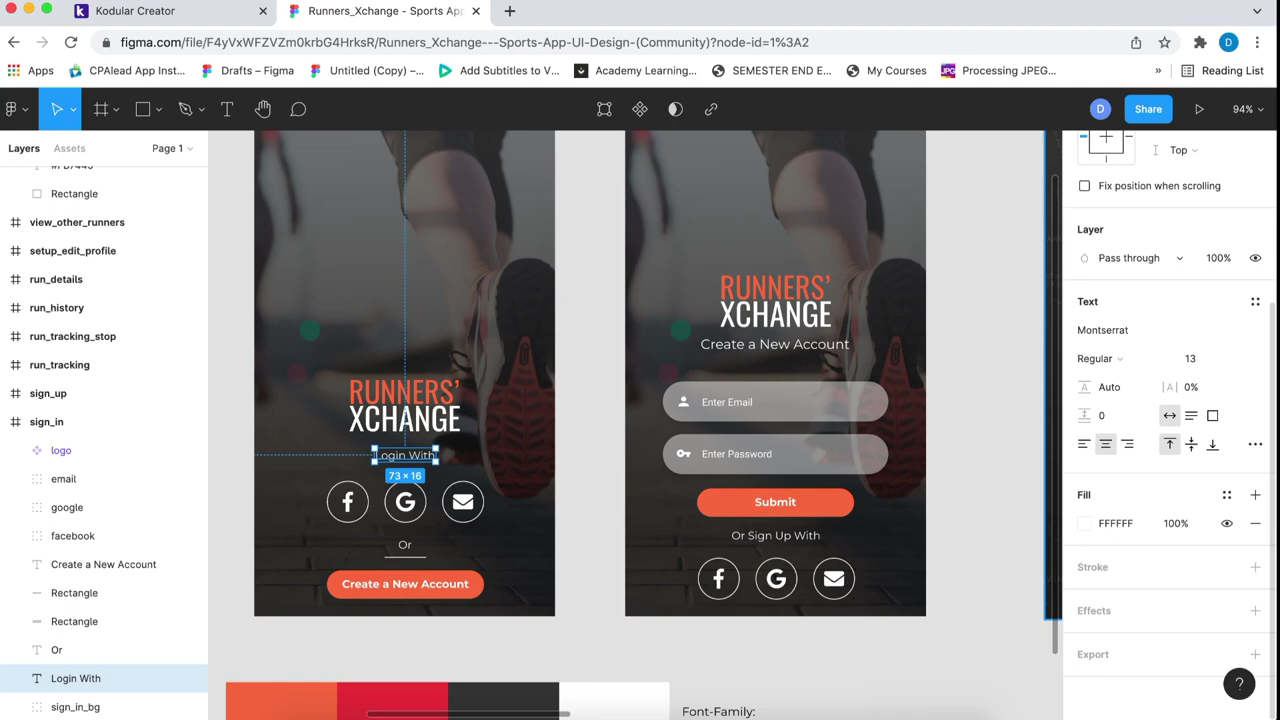 Kodular Creator
Runners_Xchange - Sports App
figma.com/file/F4yVxWFZVZm0krbG4HrksR/Runners_Xchange---Sports-App-UI-Design-(Community)?node-id=1%3A2
D
Apps
CPAlead App Inst...
Drafts – Figma
Untitled (Copy) –...
Add Subtitles to V...
Academy Learning...
SEMESTER END E...
My Courses
JPG
Processing JPEG...
»
Reading List
D
Share
94%
Layers
Assets
Page 1
Rectangle
view_other_runners
setup_edit_profile
run_details
run_history
run_tracking_stop
run_tracking
sign_up
sign_in
logo
email
google
facebook
Create a New Account
Rectangle
Rectangle
Or
Login With
sign_in_bg
RUNNERS'
XCHANGE
Login With
73 × 16
f
G
Or
Create a New Account
RUNNERS'
XCHANGE
Create a New Account
Enter Email
Enter Password
Submit
Or Sign Up With
f
G
Font-Family:
Top
Fix position when scrolling
Layer
Pass through
100%
Text
Montserrat
Regular
13
Auto
|A|
0%
0
Fill
FFFFFF
100%
Stroke
Effects
Export
?